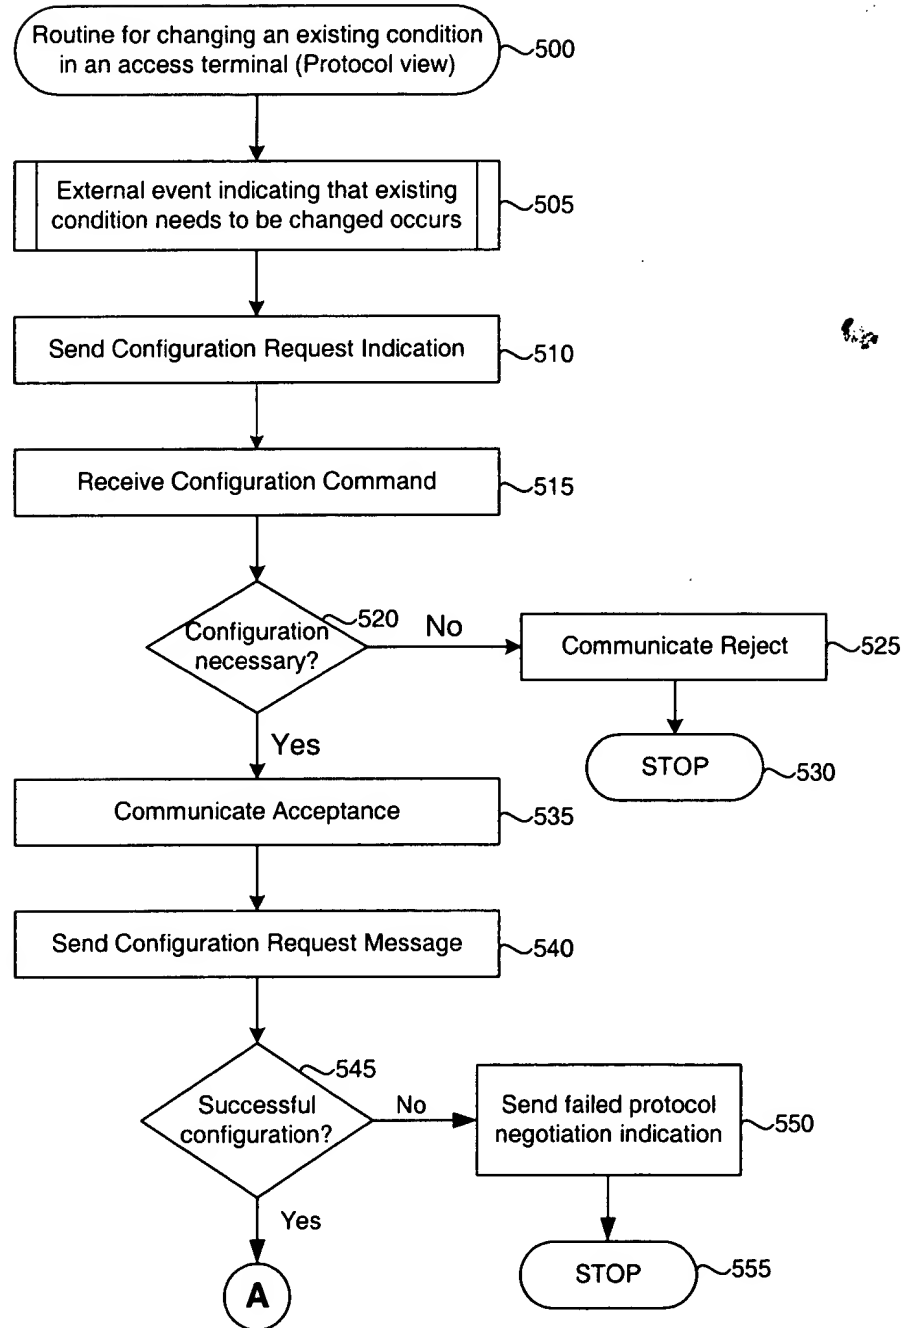 Routine for changing an existing condition
in an access terminal (Protocol view)
500
External event indicating that existing
condition needs to be changed occurs
505
Send Configuration Request Indication
510
Receive Configuration Command
515
520
Configuration
necessary?
No
Communicate Reject
525
Yes
STOP
530
Communicate Acceptance
535
Send Configuration Request Message
540
545
Successful
configuration?
No
Send failed protocol
negotiation indication
550
Yes
STOP
555
A